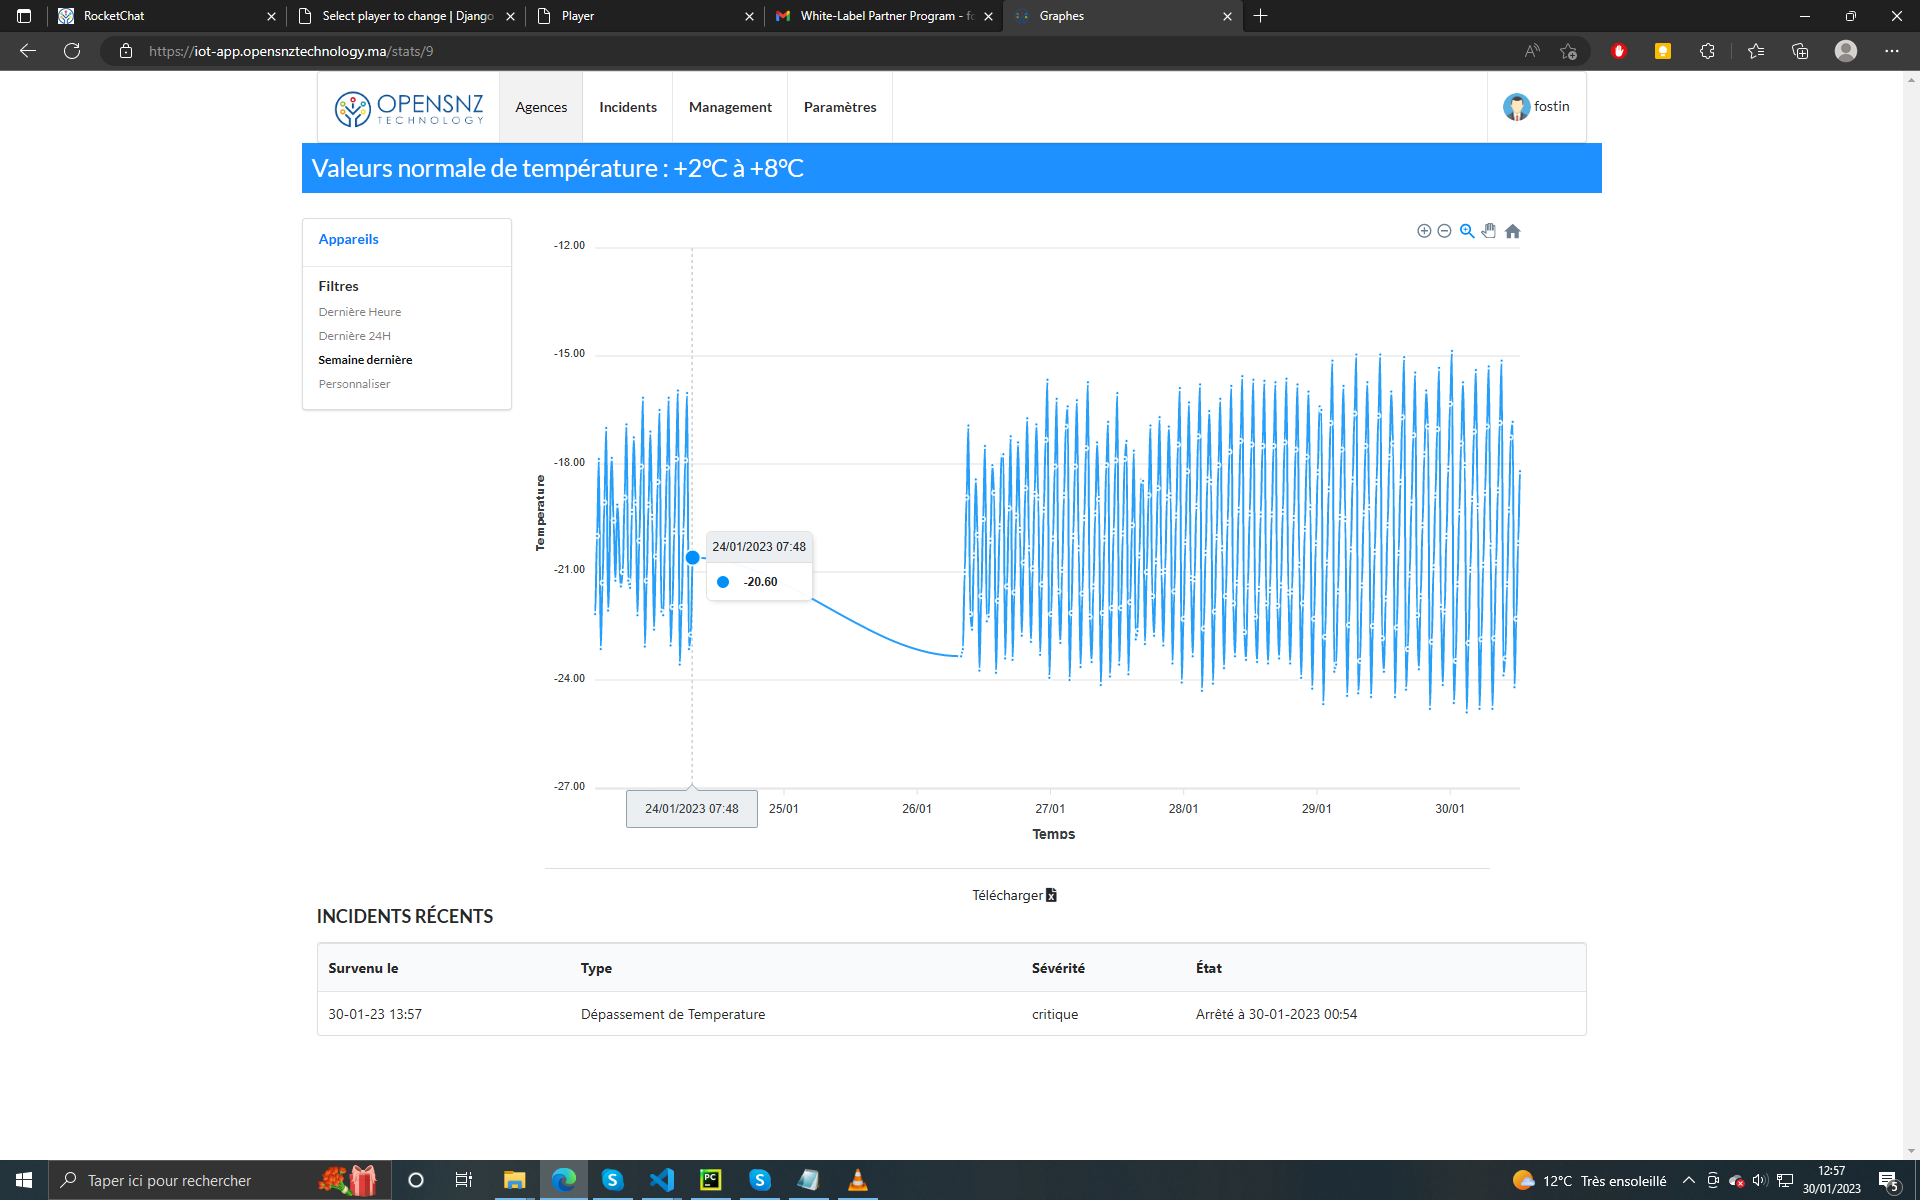 RocketChat
Select player to change | Django
Player
White-Label Partner Program - fo
Graphes
https://iot-app.opensnztechnology.ma/stats/9
OPENSNZ
TECHNOLOGY
Agences
Incidents
Management
Paramètres
fostin
Valeurs normale de température : +2°C à +8°C
Appareils
Filtres
Dernière Heure
Dernière 24H
Semaine dernière
Personnaliser
-12.00
-15.00
-18.00
-21.00
-24.00
-27.00
Temperature
24/01/2023 07:48
-20.60
24/01/2023 07:48
25/01
26/01
27/01
28/01
29/01
30/01
Temps
Télécharger
INCIDENTS RÉCENTS
Survenu le Type Sévérité État
30-01-23 13:57 Dépassement de Temperature critique Arrêté à 30-01-2023 00:54
Taper ici pour rechercher
PC
12°C Très ensoleillé
12:57
30/01/2023
5